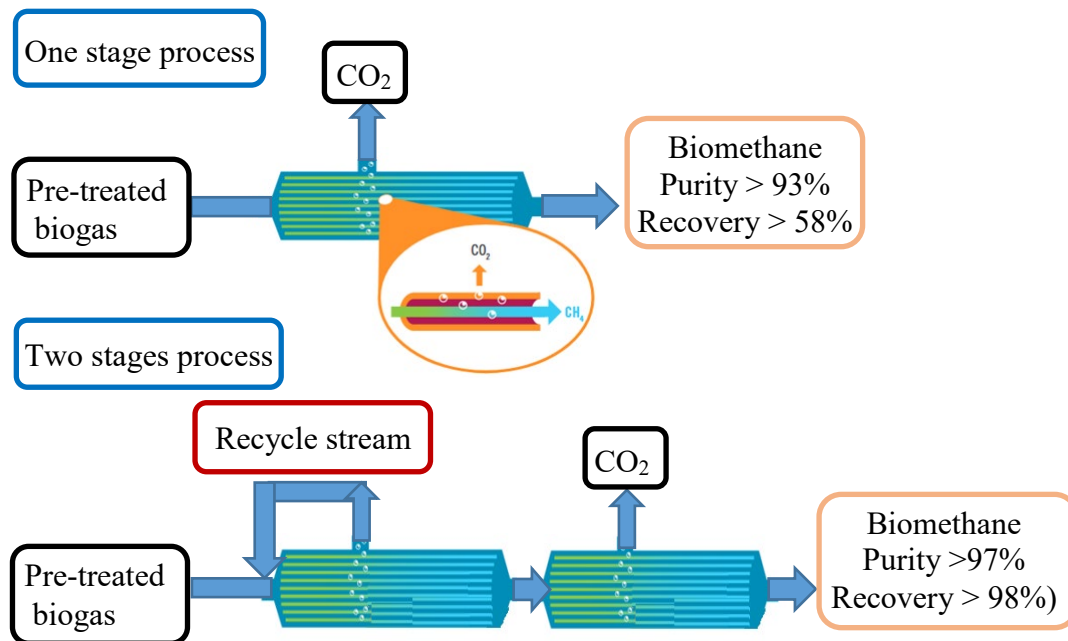 One stage process
CO₂
Pre-treated
biogas
Biomethane
Purity > 93%
Recovery > 58%
CO₂
CH₄
Two stages process
Recycle stream
CO₂
Pre-treated
biogas
Biomethane
Purity >97%
Recovery > 98%)